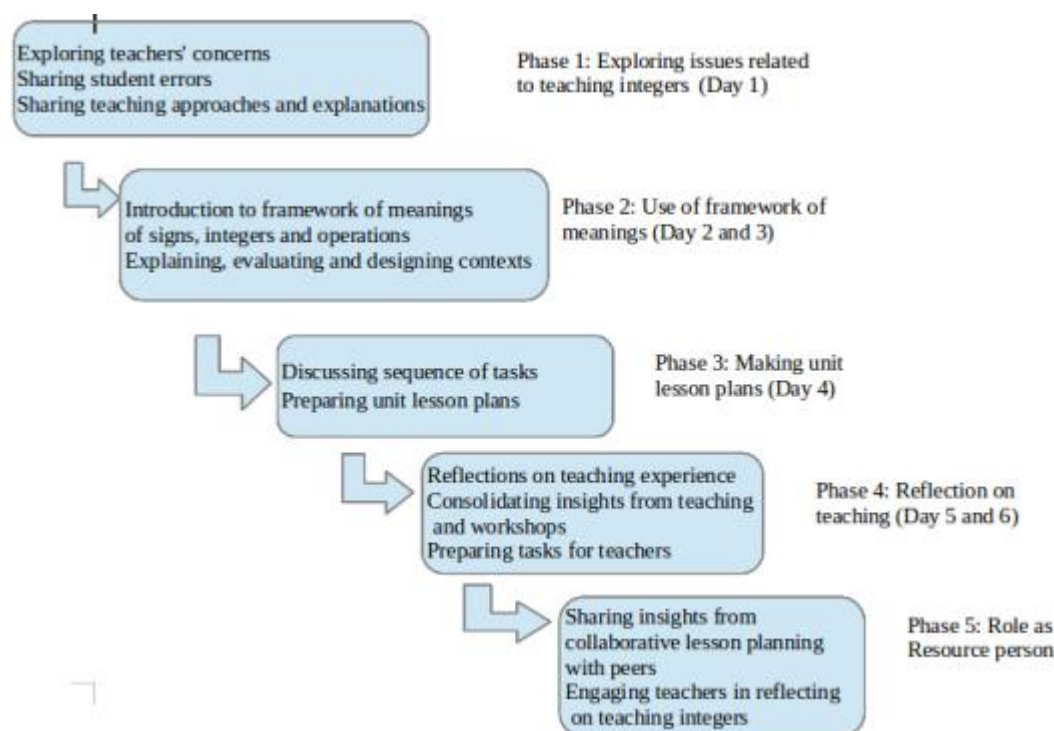 Exploring teachers' concerns
Sharing student errors
Sharing teaching approaches and explanations
Phase 1: Exploring issues related
to teaching integers (Day 1)
Introduction to framework of meanings
of signs, integers and operations
Explaining, evaluating and designing contexts
Phase 2: Use of framework of
meanings (Day 2 and 3)
Discussing sequence of tasks
Preparing unit lesson plans
Phase 3: Making unit
lesson plans (Day 4)
Reflections on teaching experience
Consolidating insights from teaching
and workshops
Preparing tasks for teachers
Phase 4: Reflection on
teaching (Day 5 and 6)
Sharing insights from
collaborative lesson planning
with peers
Engaging teachers in reflecting
on teaching integers
Phase 5: Role as
Resource person